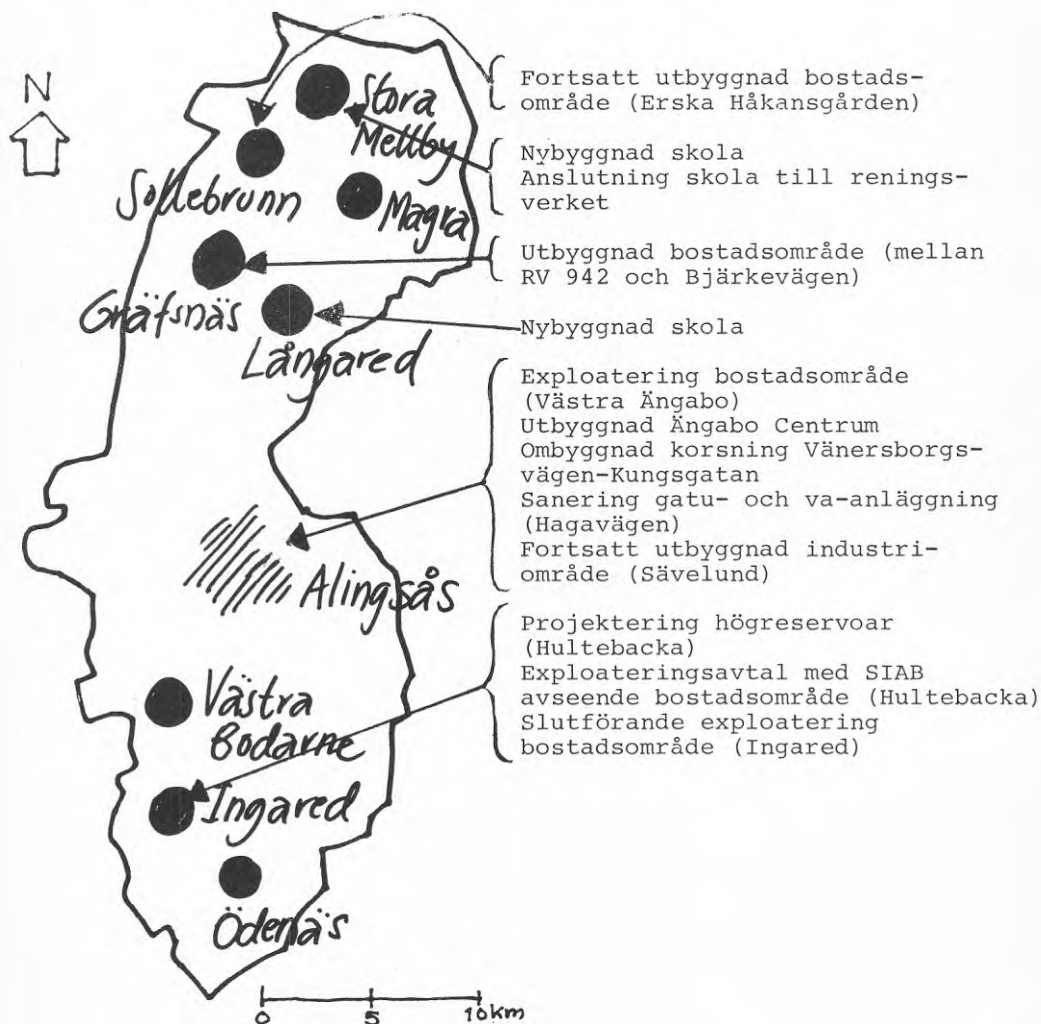 N
Stora
Mellby
Sollebrunn
Magra
Gräfsnäs
Långared
Alingsås
Västra
Bodarne
Ingared
Ödenäs
0 5 10km
Fortsatt utbyggnad bostads-
område (Erska Håkansgården)
Nybyggnad skola
Anslutning skola till renings-
verket
Utbyggnad bostadsområde (mellan
RV 942 och Bjärkevägen)
Nybyggnad skola
Exploatering bostadsområde
(Västra Ängabo)
Utbyggnad Ängabo Centrum
Ombyggnad korsning Vänersborgs-
vägen-Kungsgatan
Sanering gatu- och va-anläggning
(Hagavägen)
Fortsatt utbyggnad industri-
område (Sävelund)
Projektering högreservoar
(Hultebacka)
Exploateringsavtal med SIAB
avseende bostadsområde (Hultebacka)
Slutförande exploatering
bostadsområde (Ingared)